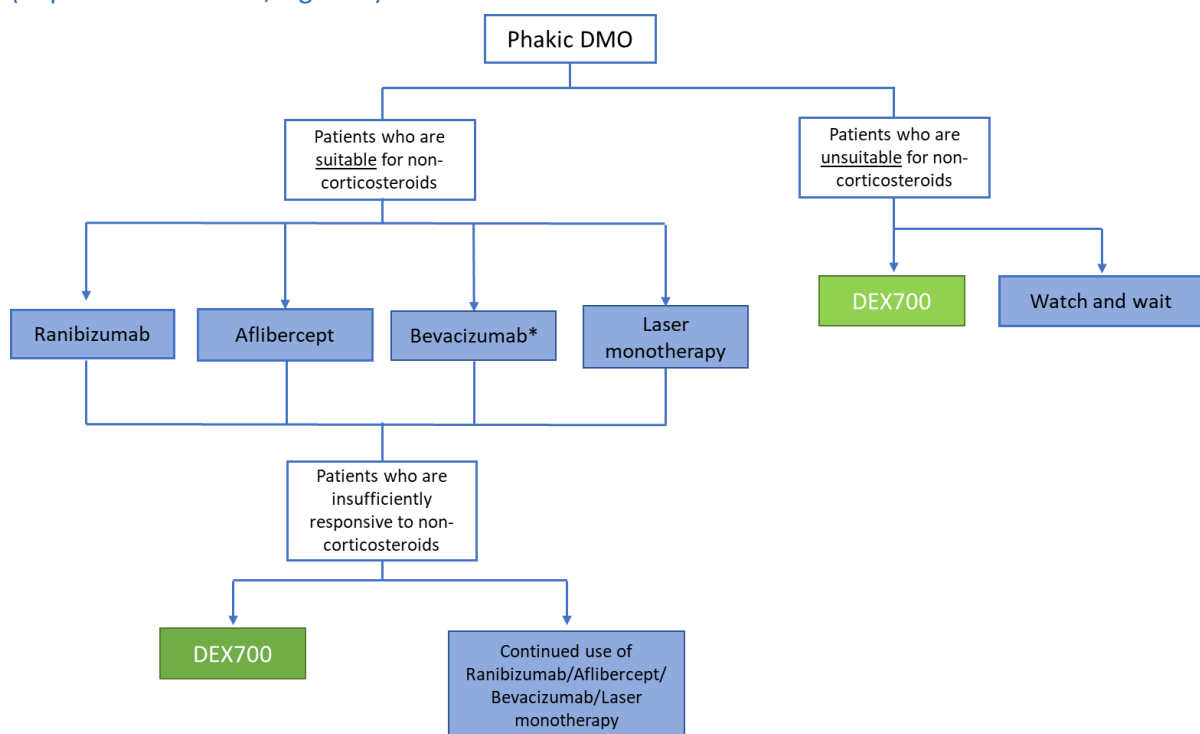 Phakic DMO
Patients who are
suitable for non-
corticosteroids
Patients who are
unsuitable for non-
corticosteroids
DEX700
Watch and wait
Ranibizumab
Aflibercept
Bevacizumab*
Laser
monotherapy
Patients who are
insufficiently
responsive to non-
corticosteroids
DEX700
Continued use of
Ranibizumab/Aflibercept/
Bevacizumab/Laser
monotherapy